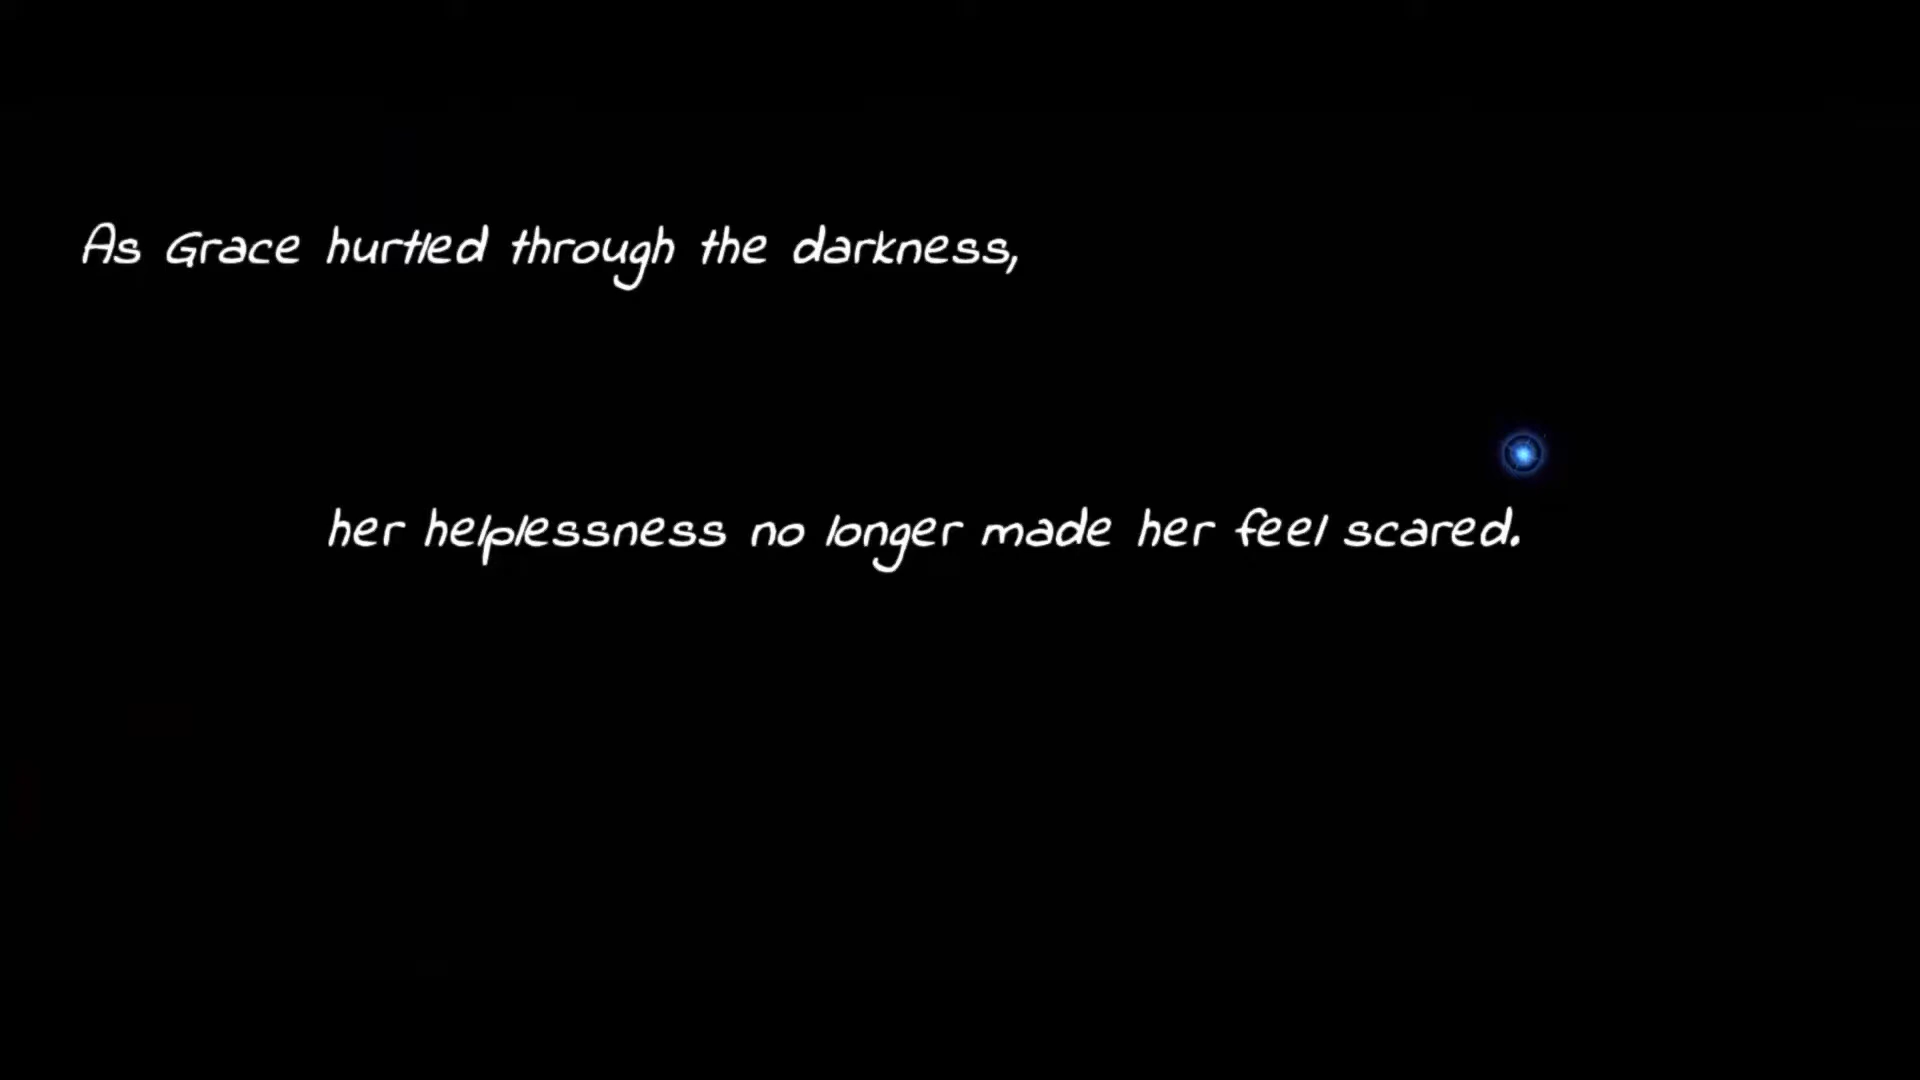 As Grace hurtled through the darkness,
her helplessness no longer made her feel scared.